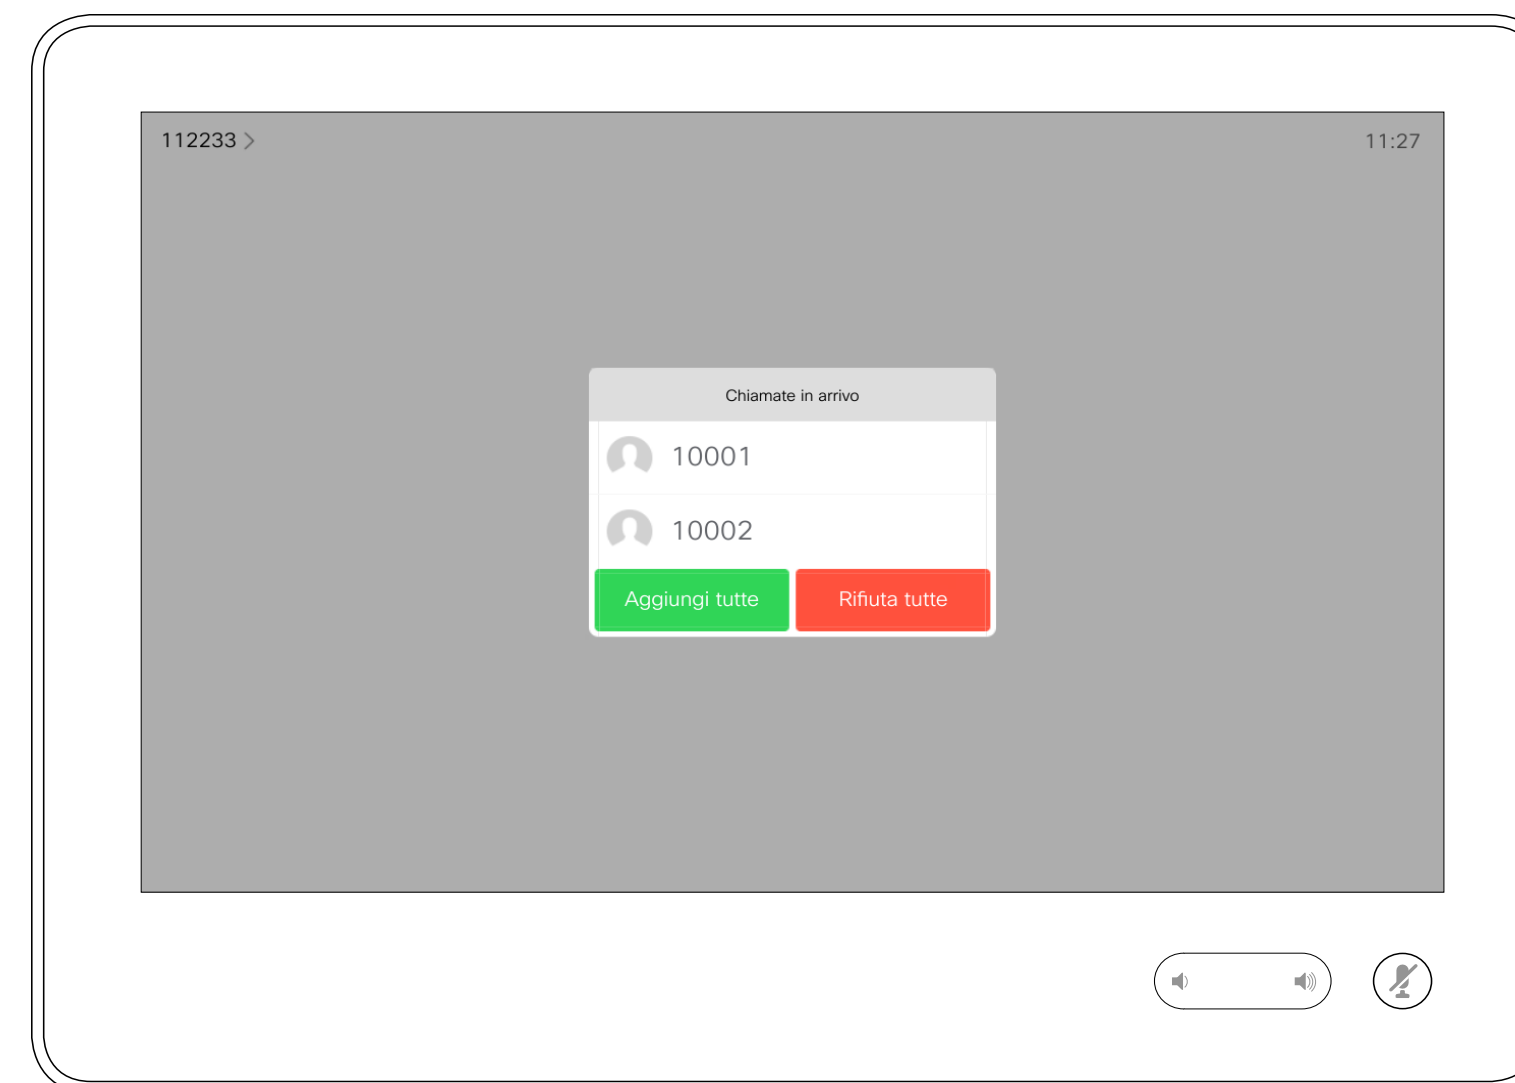 112233
11:27
Chiamate in arrivo
10001
10002
Aggiungi tutte
Rifiuta tutte